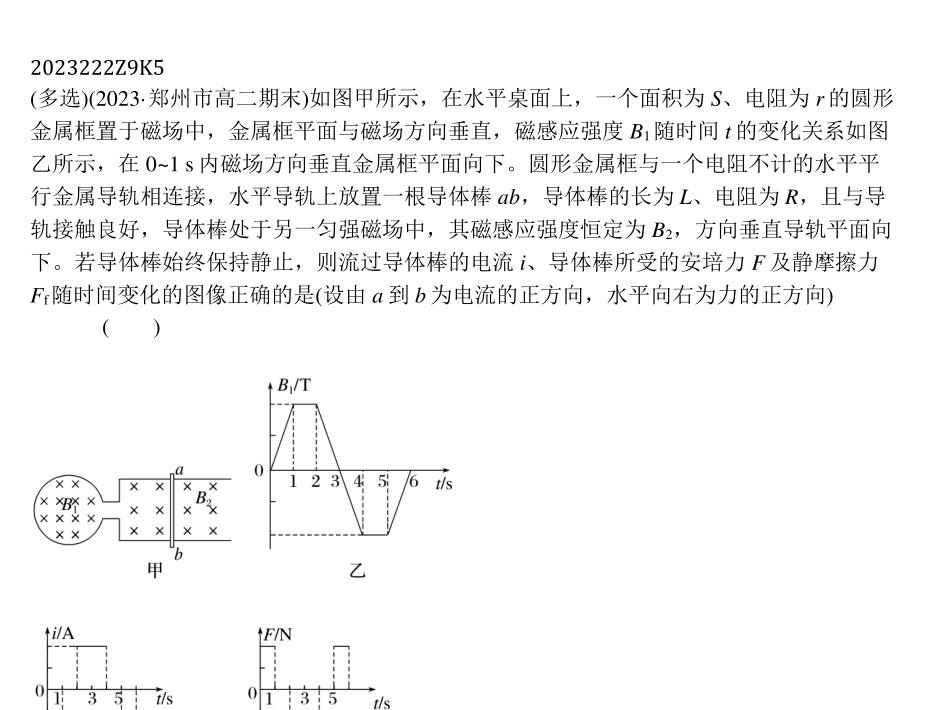 2023222Z9K5
(多选)(2023·郑州市高二期末)如图甲所示，在水平桌面上，一个面积为 S、电阻为 r 的圆形
金属框置于磁场中，金属框平面与磁场方向垂直，磁感应强度 B₁随时间 t 的变化关系如图
乙所示，在 0~1 s 内磁场方向垂直金属框平面向下。圆形金属框与一个电阻不计的水平平
行金属导轨相连接，水平导轨上放置一根导体棒 ab，导体棒的长为 L、电阻为 R，且与导
轨接触良好，导体棒处于另一匀强磁场中，其磁感应强度恒定为 B₂，方向垂直导轨平面向
下。若导体棒始终保持静止，则流过导体棒的电流 i、导体棒所受的安培力 F 及静摩擦力
Ff随时间变化的图像正确的是(设由 a 到 b 为电流的正方向，水平向右为力的正方向)
( )
B₁/T
0 1 2 3 4 5 6 t/s
a
B₁ B₂
b
甲 乙
i/A F/N
0 1 3 5 t/s 0 1 3 5 t/s